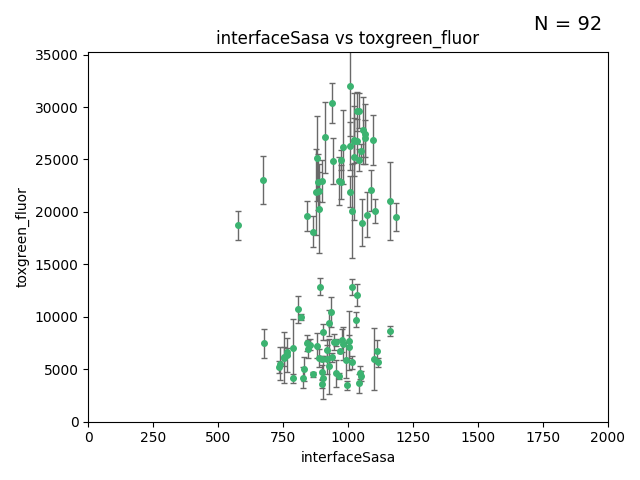 N = 92
interfaceSasa vs toxgreen_fluor
35000
30000
25000
20000
15000
10000
5000
0
toxgreen_fluor
0 250 500 750 1000 1250 1500 1750 2000
interfaceSasa